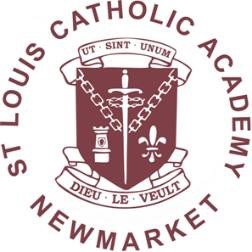 ST LOUIS CATHOLIC ACADEMY
UT · SINT · UNUM
DIEU · LE · VEULT
NEWMARKET